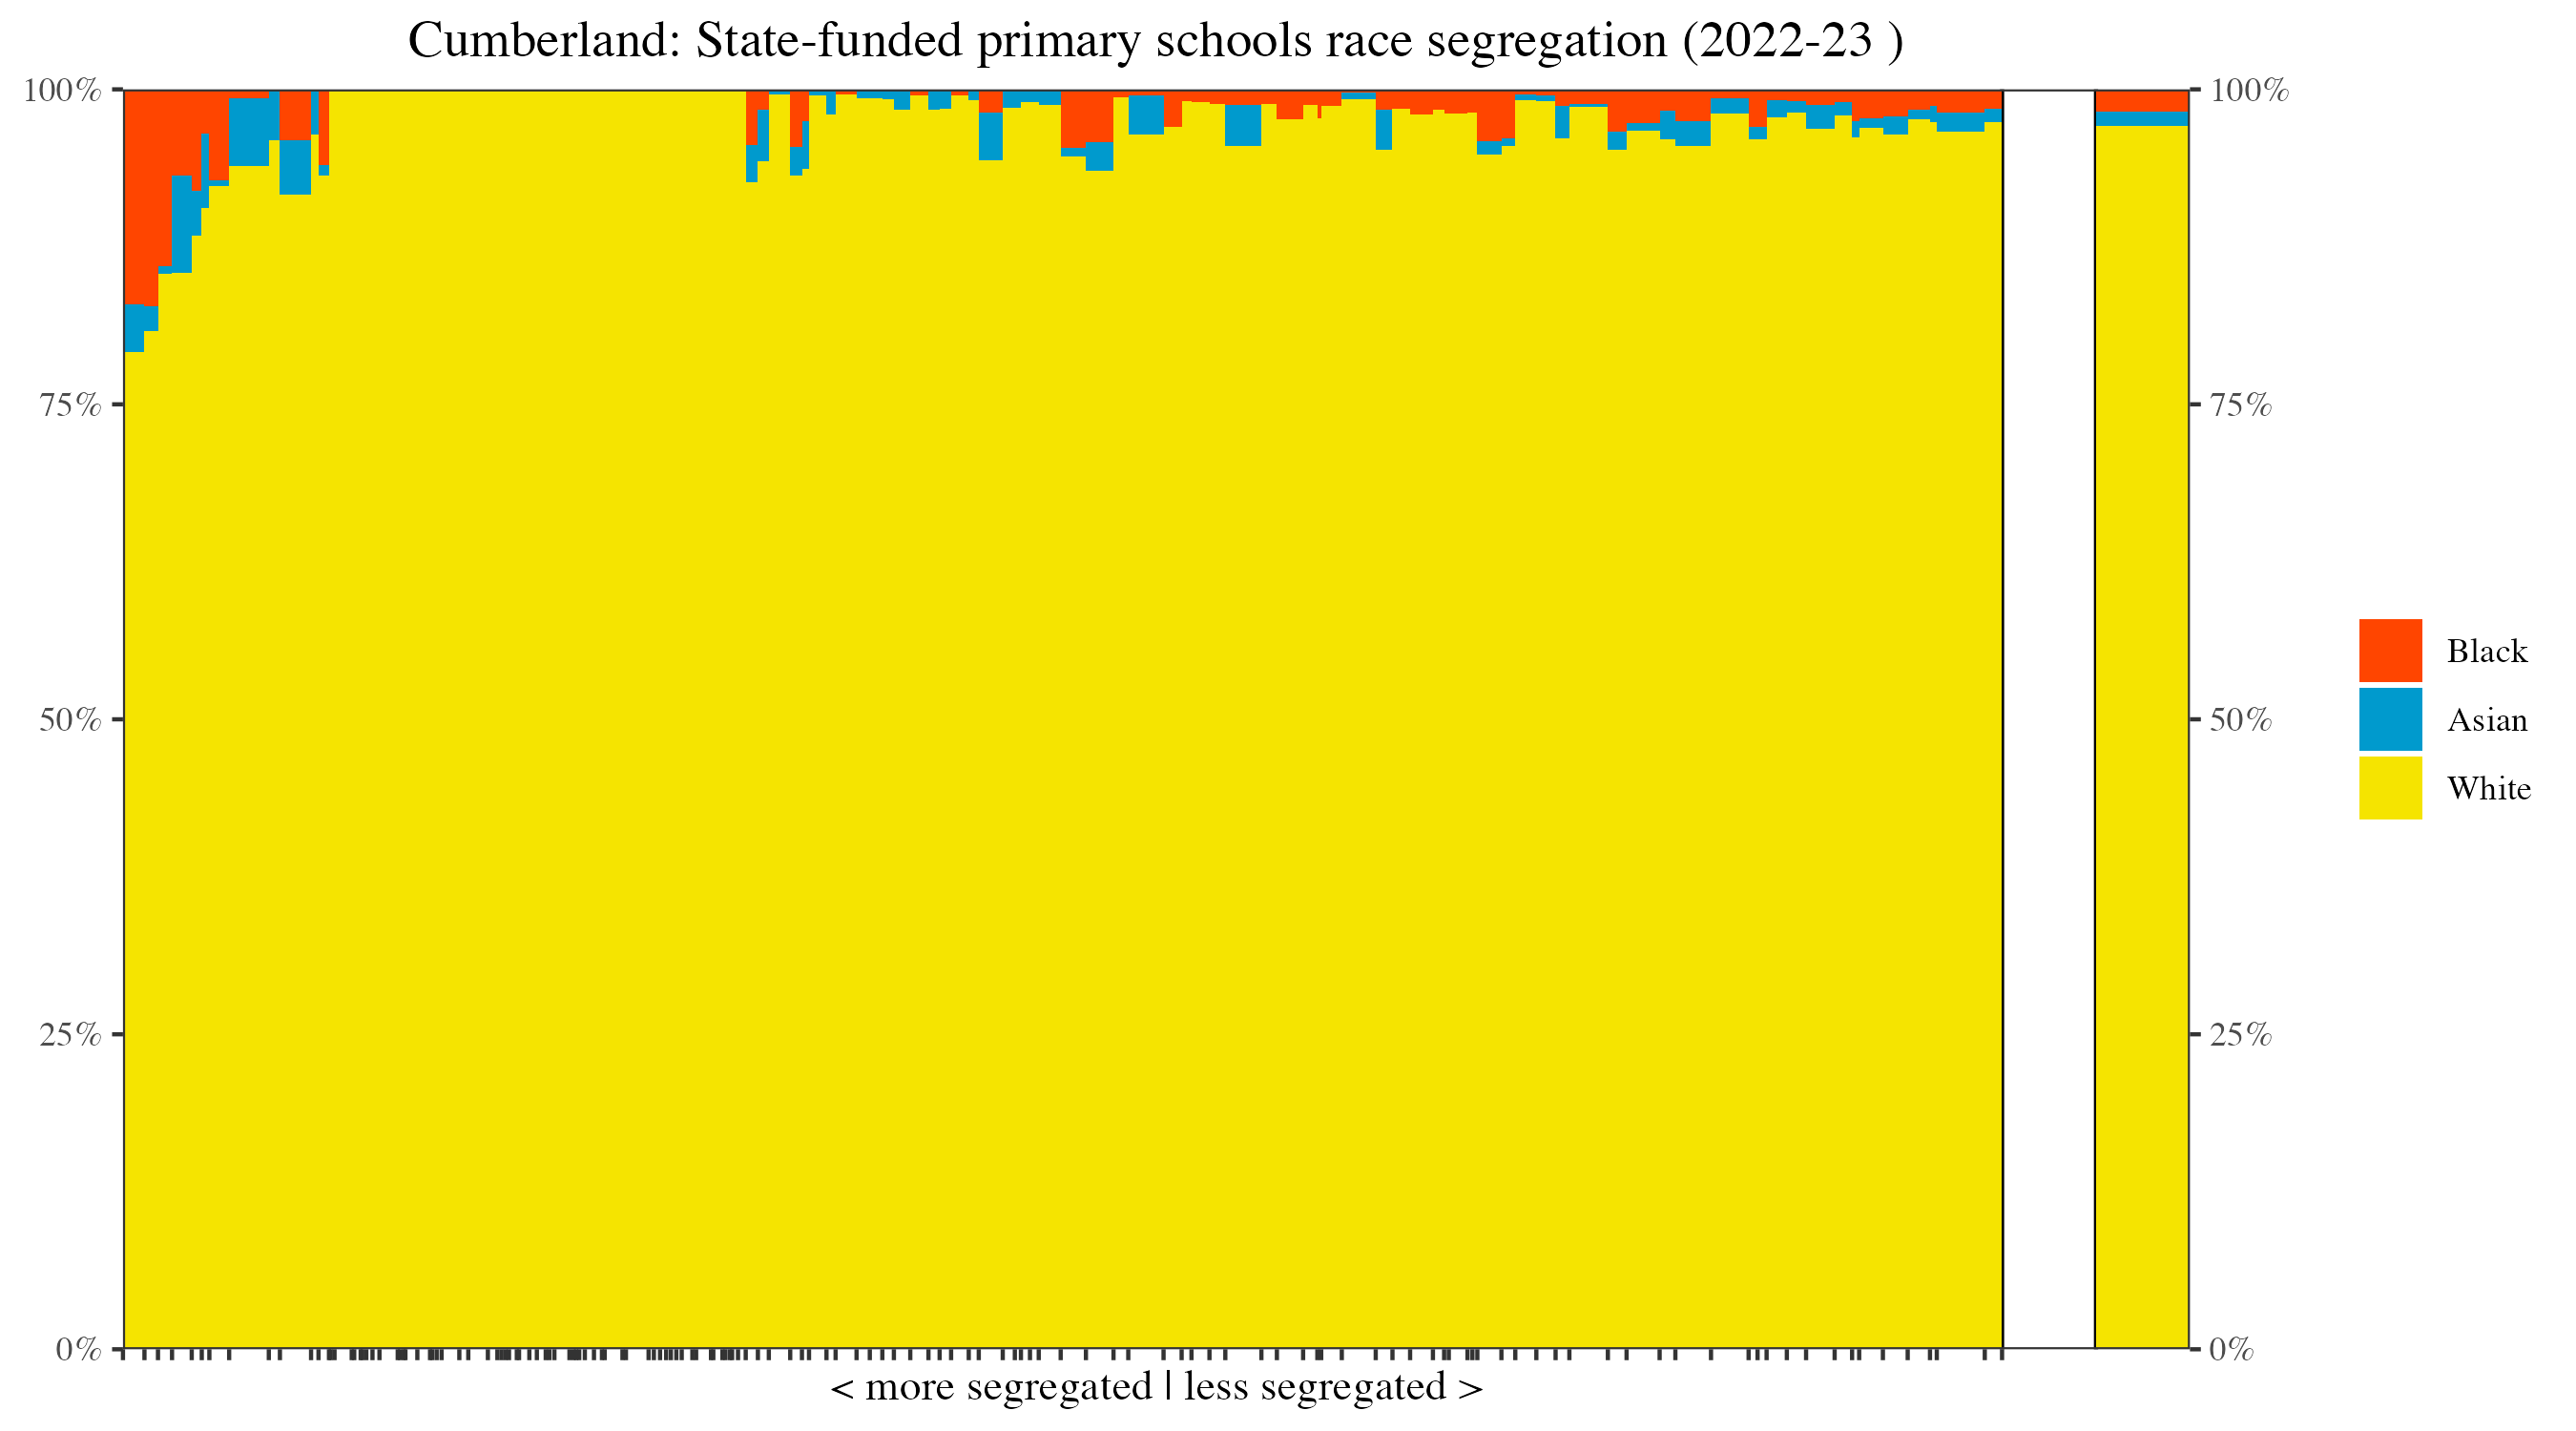 Cumberland: State-funded primary schools race segregation (2022-23 )
100%
75%
50%
25%
0%
100%
75%
50%
25%
0%
Black
Asian
White
< more segregated | less segregated >